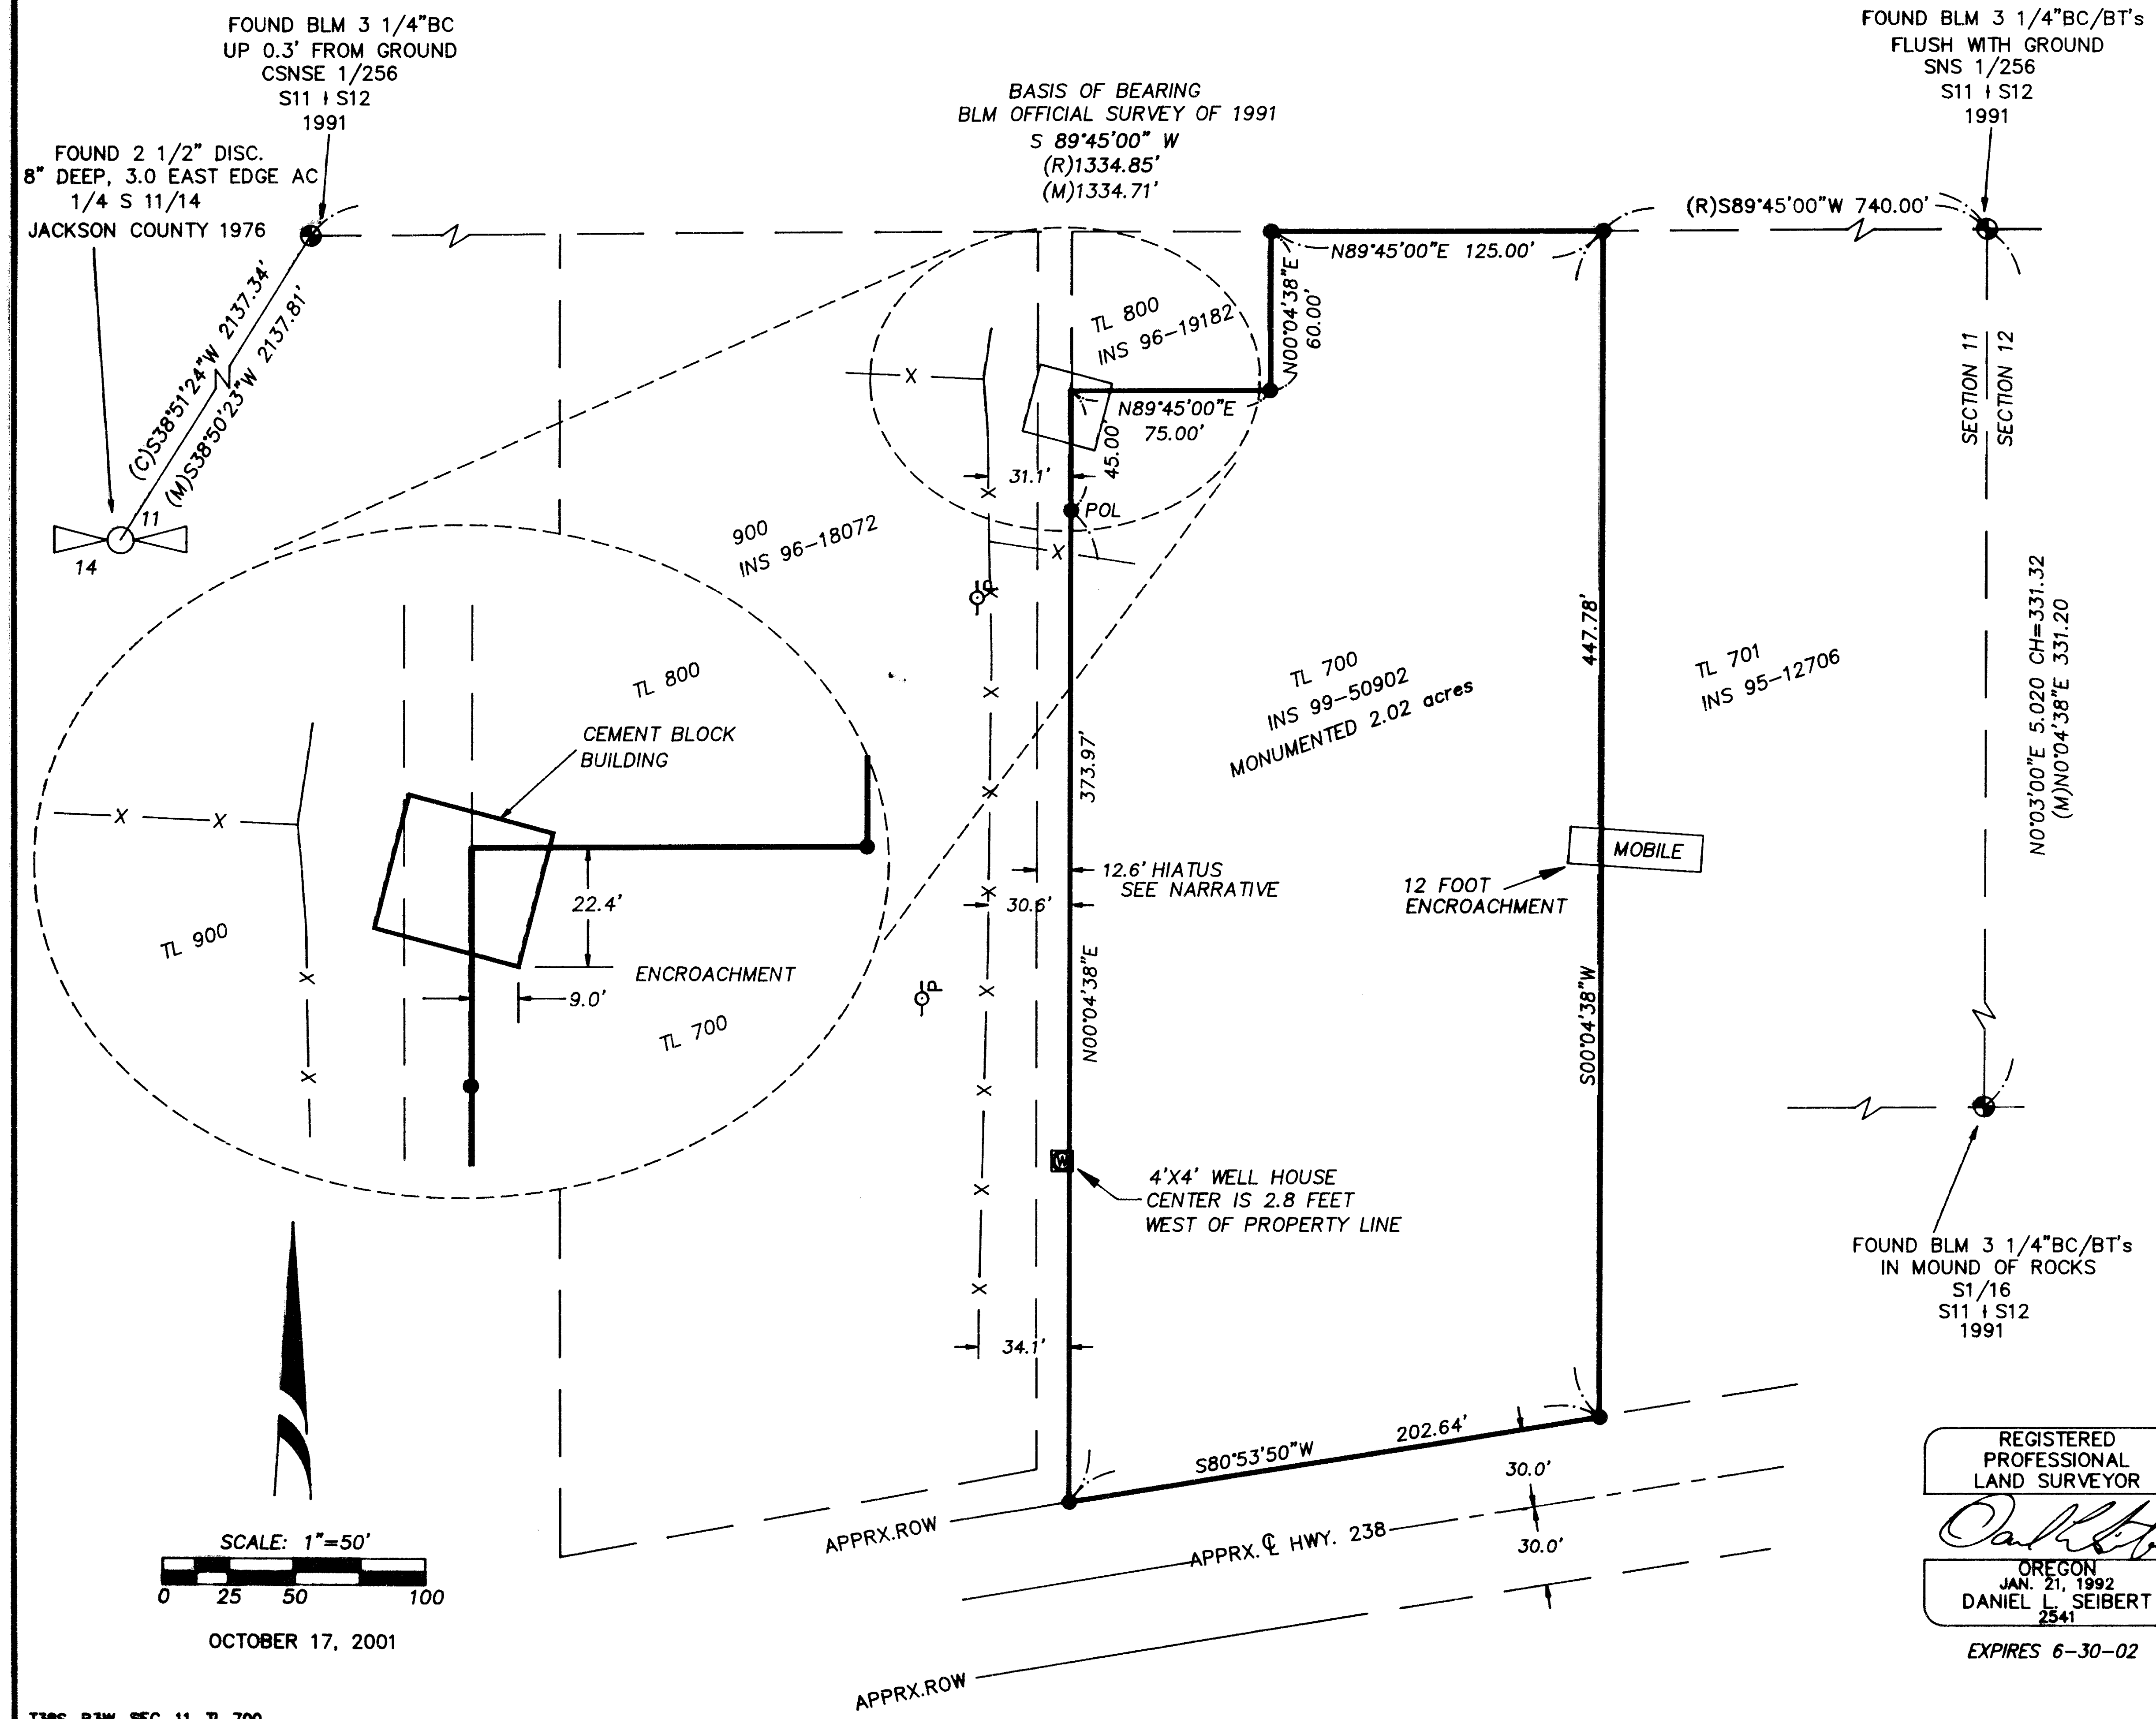 FOUND BLM 3 1/4"BC
UP 0.3' FROM GROUND
CSNSE 1/256
S11 S12
1991
FOUND 2 1/2" DISC.
8" DEEP, 3.0 EAST EDGE AC
1/4 S 11/14
JACKSON COUNTY 1976
BASIS OF BEARING
BLM OFFICIAL SURVEY OF 1991
S 89°45'00" W
(R)1334.85'
(M)1334.71'
FOUND BLM 3 1/4"BC/BT's
FLUSH WITH GROUND
SNS 1/256
S11 S12
1991
(R)S89°45'00"W 740.00'
N89°45'00"E 125.00'
N00°04'38"E
60.00'
TL 800
INS 96-19182
N89°45'00"E
75.00'
45.00'
31.1'
POL
(C)S38°51'24"W 2137.34'
(M)S38°50'23"W 2137.81'
11
14
SECTION 11
SECTION 12
900
INS 96-18072
P
X
TL 800
CEMENT BLOCK
BUILDING
22.4'
TL 900
ENCROACHMENT
9.0'
TL 700
P
447.78'
TL 700
INS 99-50902
MONUMENTED 2.02 acres
TL 701
INS 95-12706
N0°03'00"E 5.020 CH=331.32
(M)N0°04'38"E 331.20
373.97'
12.6' HIATUS
SEE NARRATIVE
30.6'
MOBILE
12 FOOT
ENCROACHMENT
N00°04'38"E
S00°04'38"W
W
4'X4' WELL HOUSE
CENTER IS 2.8 FEET
WEST OF PROPERTY LINE
34.1'
FOUND BLM 3 1/4"BC/BT's
IN MOUND OF ROCKS
S1/16
S11 S12
1991
S80°53'50"W 202.64'
30.0'
30.0'
APPRX.ROW
APPRX. ℄ HWY. 238
APPRX.ROW
SCALE: 1"=50'
0 25 50 100
OCTOBER 17, 2001
REGISTERED
PROFESSIONAL
LAND SURVEYOR
OREGON
JAN. 21, 1992
DANIEL L. SEIBERT
2541
EXPIRES 6-30-02